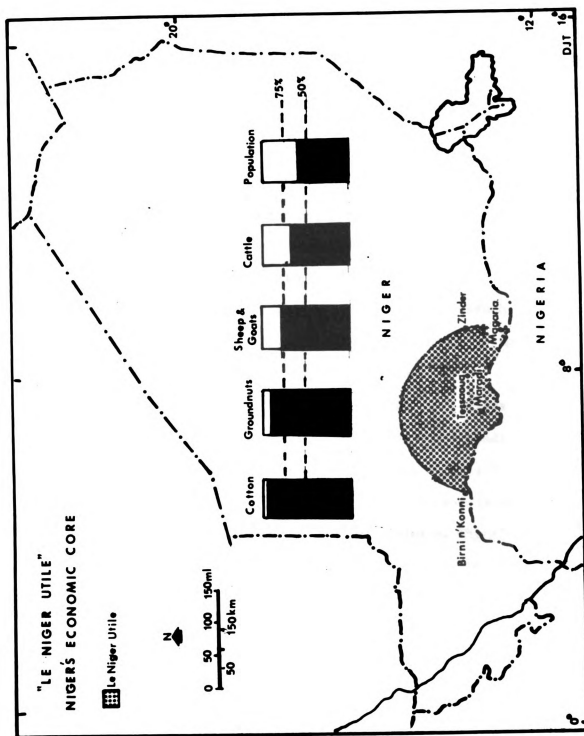 "LE NIGER UTILE"
NIGER'S ECONOMIC CORE
Le Niger Utile
N
0 50 100 150ml
50 150km
Cotton
Groundnuts
Sheep &
Goats
Cattle
Population
75%
50%
20°
NIGER
Birni n'Konni
Zinder
Magaria
NIGERIA
12°
0°
8°
16°
DJT